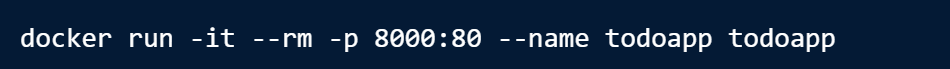 docker run -it --rm -p 8000:80 --name todoapp todoapp